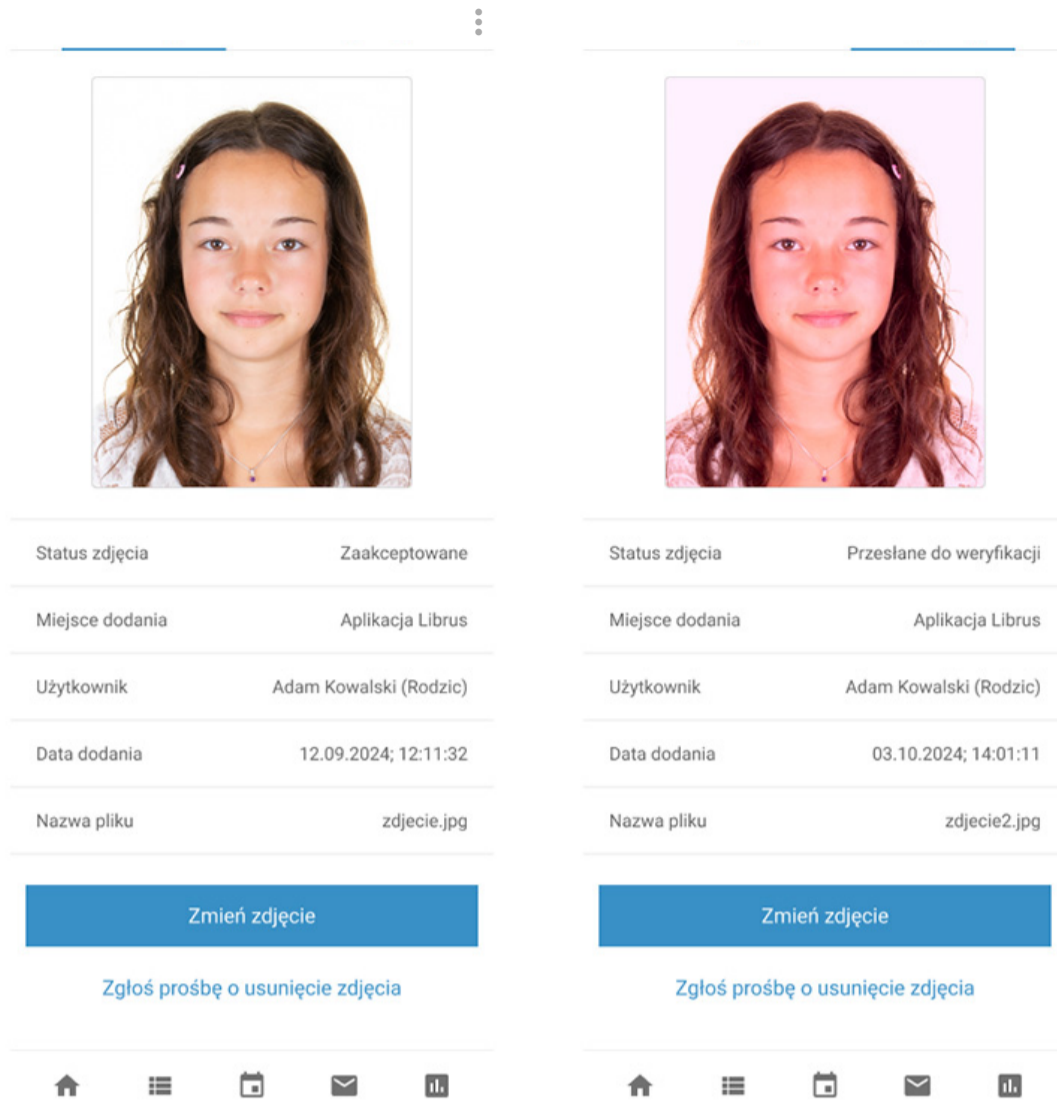 Status zdjęcia Zaakceptowane
Miejsce dodania Aplikacja Librus
Użytkownik Adam Kowalski (Rodzic)
Data dodania 12.09.2024; 12:11:32
Nazwa pliku zdjecie.jpg
Zmień zdjęcie
Zgłoś prośbę o usunięcie zdjęcia
Status zdjęcia Przesłane do weryfikacji
Miejsce dodania Aplikacja Librus
Użytkownik Adam Kowalski (Rodzic)
Data dodania 03.10.2024; 14:01:11
Nazwa pliku zdjecie2.jpg
Zmień zdjęcie
Zgłoś prośbę o usunięcie zdjęcia